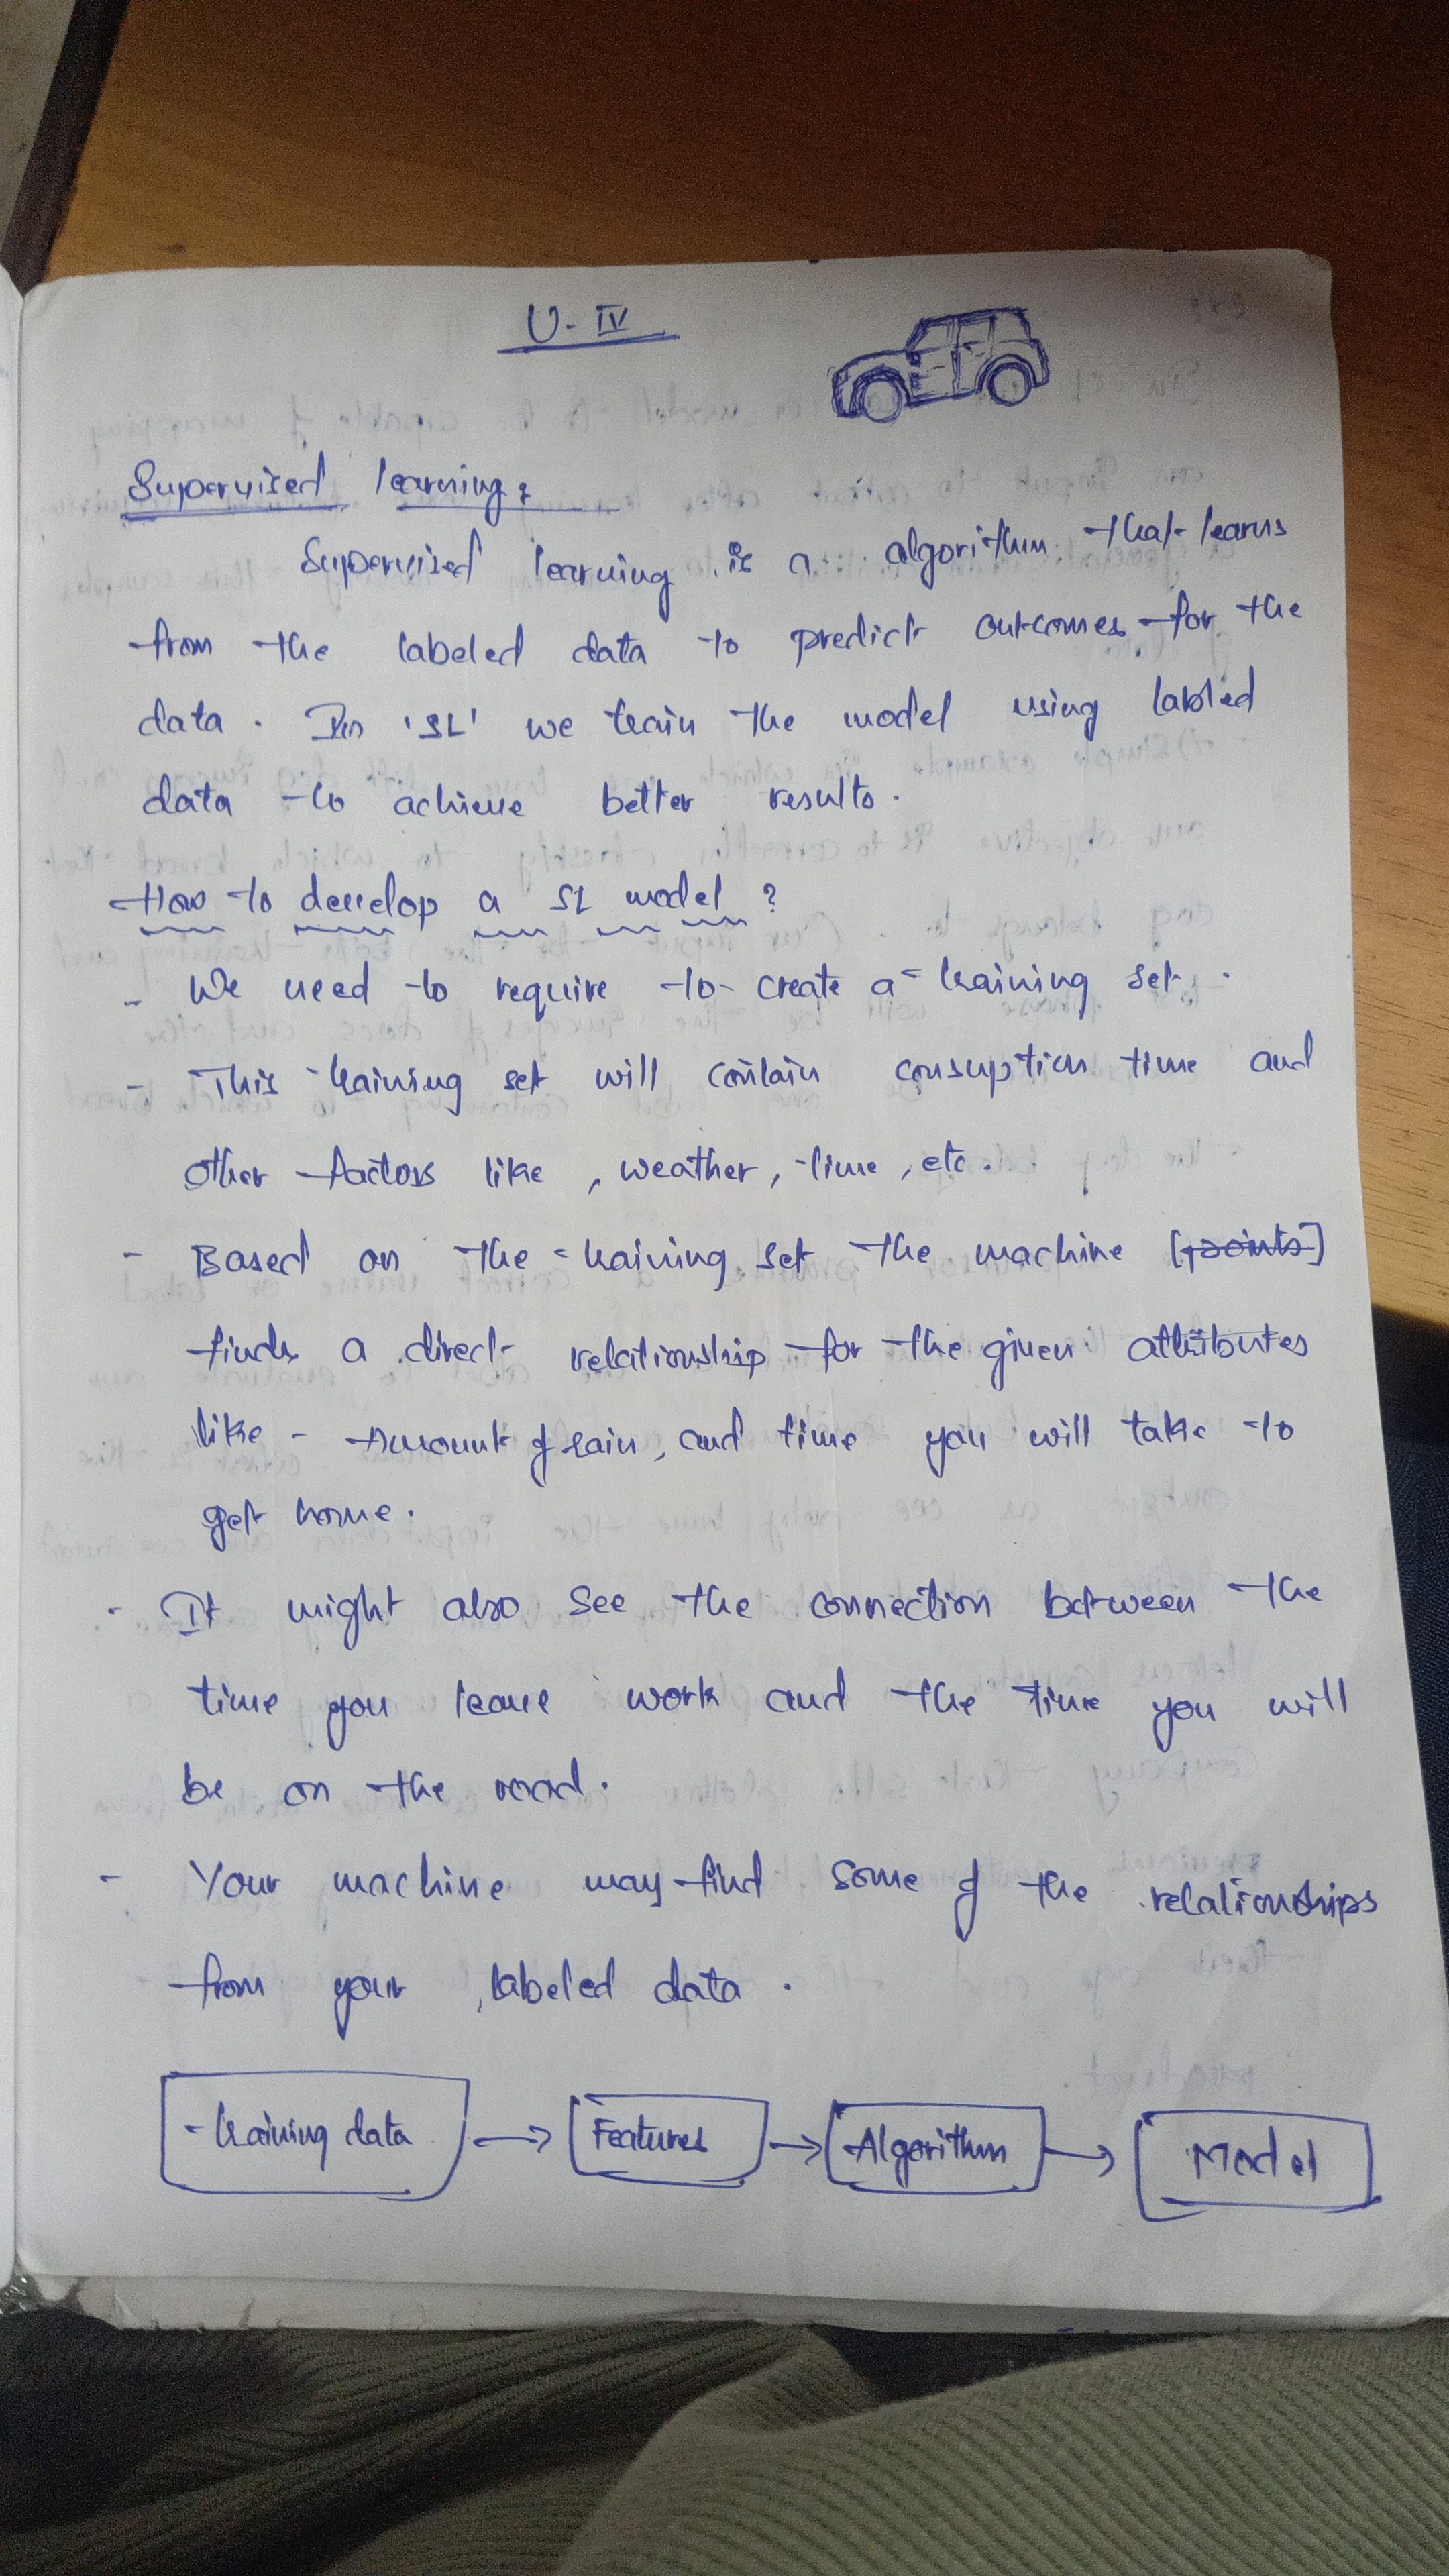 U- IV
Supervised learning:
Supervised learning is a algorithm that learns
from the labeled data to predict outcomes for the
data. In 'SL' we train the model using labled
data to achieve better results.
How to develop a SL model ?
- We need to require to create a training set.
- This training set will contain consuption time and
other factors like , weather, time , etc.
- Based on the training set the machine [points]
finds a direct relationship for the given attributes
like - Amount of rain, and time you will take to
get home.
- It might also see the connection between the
time you leave work and the time you will
be on the road.
- Your machine may find some of the relationships
from your labeled data .
training data → Features → Algorithm → Model